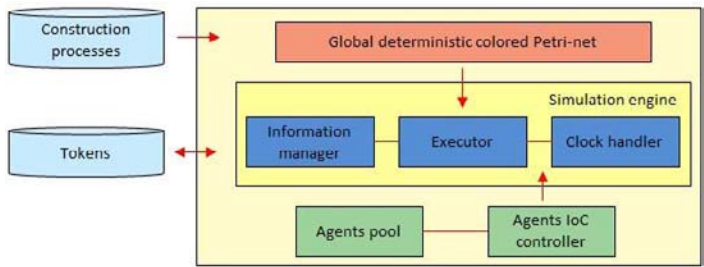 Construction
processes
Global deterministic colored Petri-net
Simulation engine
Tokens
Information
manager
Executor
Clock handler
Agents pool
Agents IoC
controller